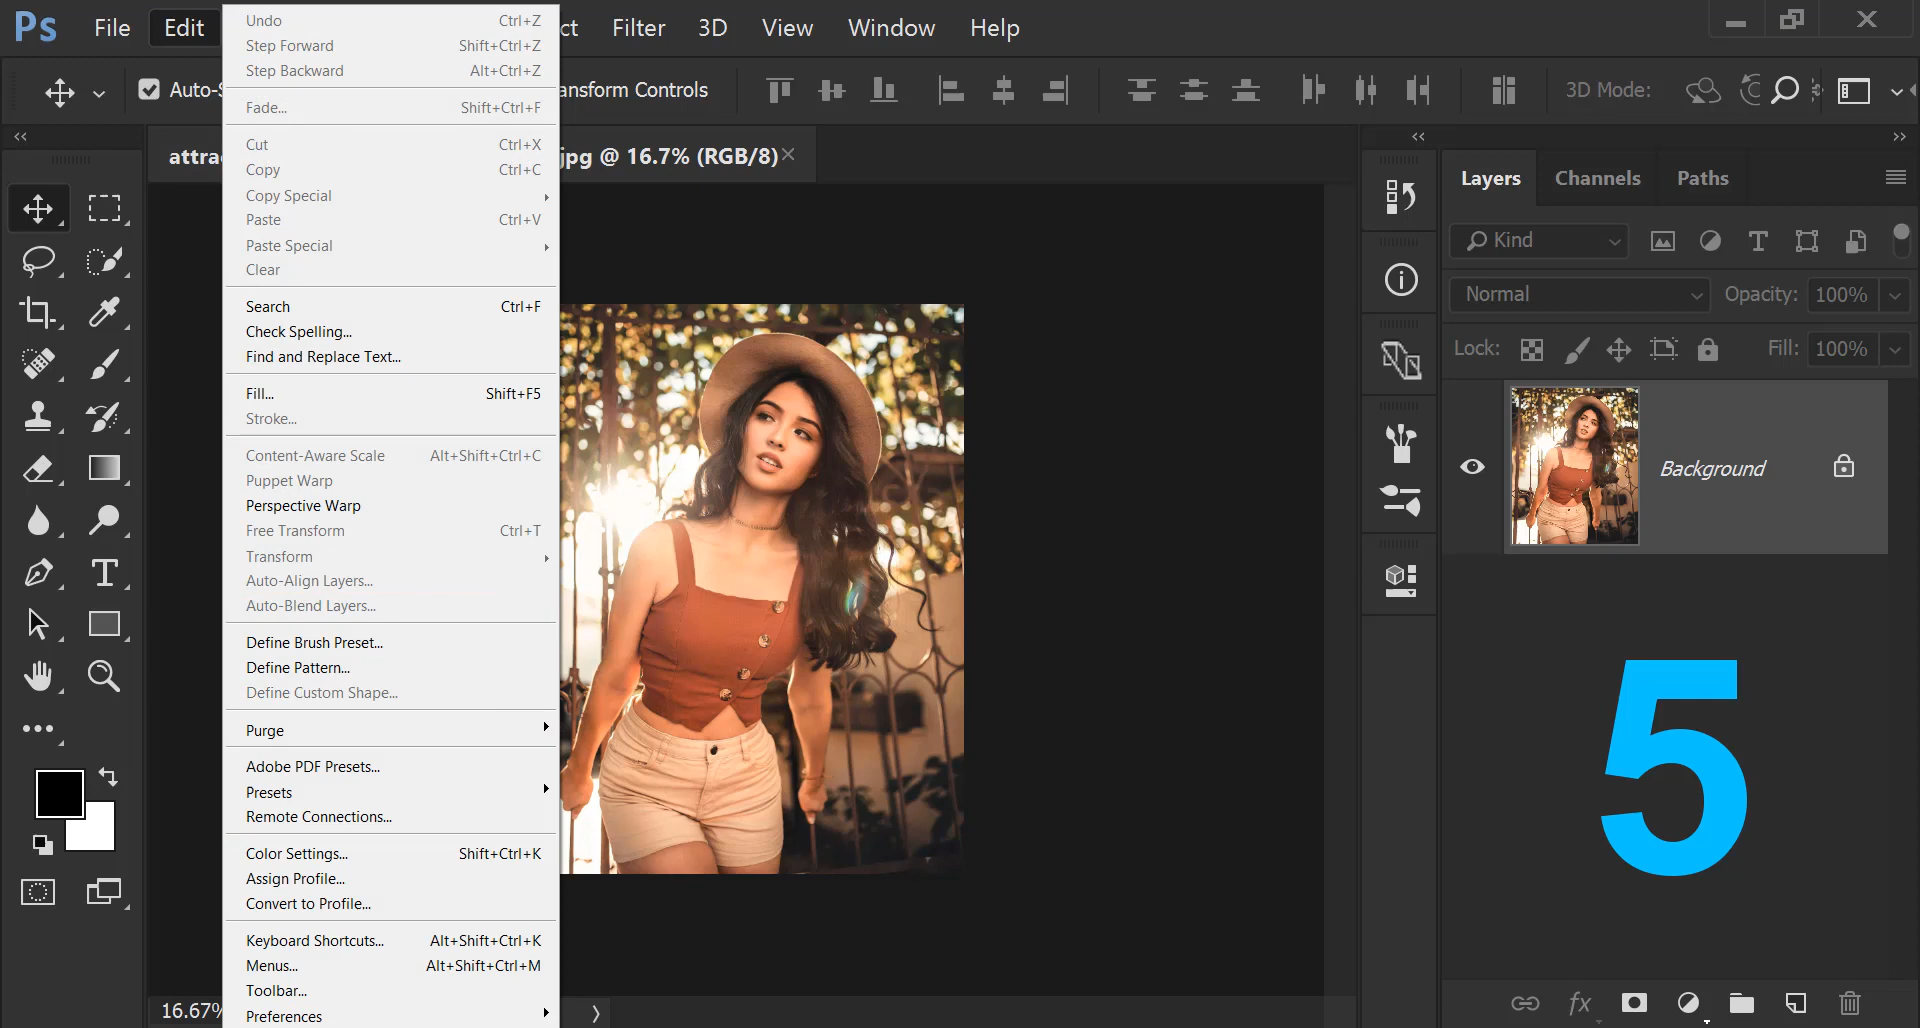 Ps File Edit ct Filter 3D View Window Help
Auto-S ansform Controls 3D Mode:
attrac jpg @ 16.7% (RGB/8)
Undo Ctrl+Z
Step Forward Shift+Ctrl+Z
Step Backward Alt+Ctrl+Z
Fade... Shift+Ctrl+F
Cut Ctrl+X
Copy Ctrl+C
Copy Special
Paste Ctrl+V
Paste Special
Clear
Search Ctrl+F
Check Spelling...
Find and Replace Text...
Fill... Shift+F5
Stroke...
Content-Aware Scale Alt+Shift+Ctrl+C
Puppet Warp
Perspective Warp
Free Transform Ctrl+T
Transform
Auto-Align Layers...
Auto-Blend Layers...
Define Brush Preset...
Define Pattern...
Define Custom Shape...
Purge
Adobe PDF Presets...
Presets
Remote Connections...
Color Settings... Shift+Ctrl+K
Assign Profile...
Convert to Profile...
Keyboard Shortcuts... Alt+Shift+Ctrl+K
Menus... Alt+Shift+Ctrl+M
Toolbar...
Preferences
16.67%
Layers Channels Paths
Kind
Normal Opacity: 100%
Lock: Fill: 100%
Background
5
fx